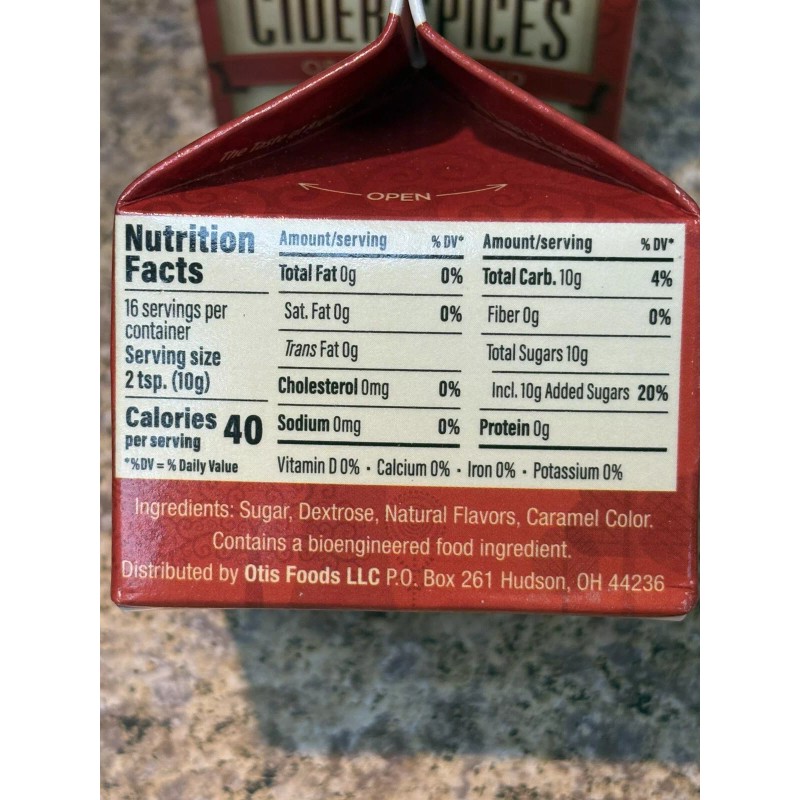 CIDER SPICES
The Taste of
OPEN
Nutrition
Facts
16 servings per
container
Serving size
2 tsp. (10g)
Calories 40
per serving
*%DV = % Daily Value
Amount/serving % DV*
Total Fat 0g 0%
Sat. Fat 0g 0%
Trans Fat 0g
Cholesterol 0mg 0%
Sodium 0mg 0%
Amount/serving % DV*
Total Carb. 10g 4%
Fiber 0g 0%
Total Sugars 10g
Incl. 10g Added Sugars 20%
Protein 0g
Vitamin D 0% • Calcium 0% • Iron 0% • Potassium 0%
Ingredients: Sugar, Dextrose, Natural Flavors, Caramel Color.
Contains a bioengineered food ingredient.
Distributed by Otis Foods LLC P.O. Box 261 Hudson, OH 44236